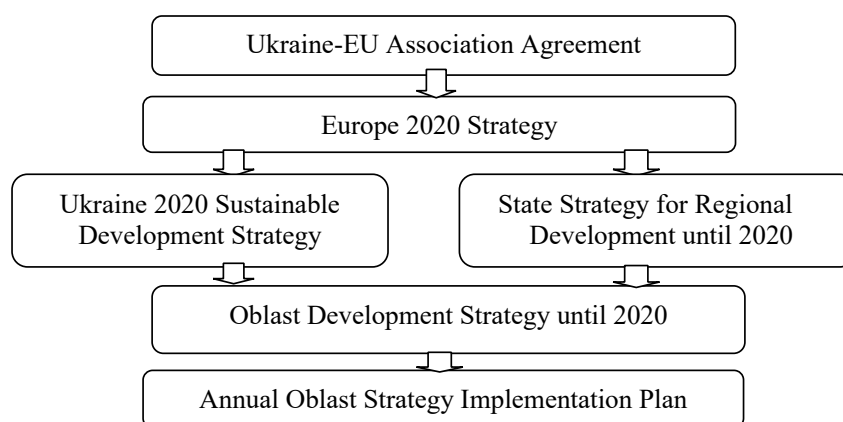 Ukraine-EU Association Agreement
Europe 2020 Strategy
Ukraine 2020 Sustainable
Development Strategy
State Strategy for Regional
Development until 2020
Oblast Development Strategy until 2020
Annual Oblast Strategy Implementation Plan